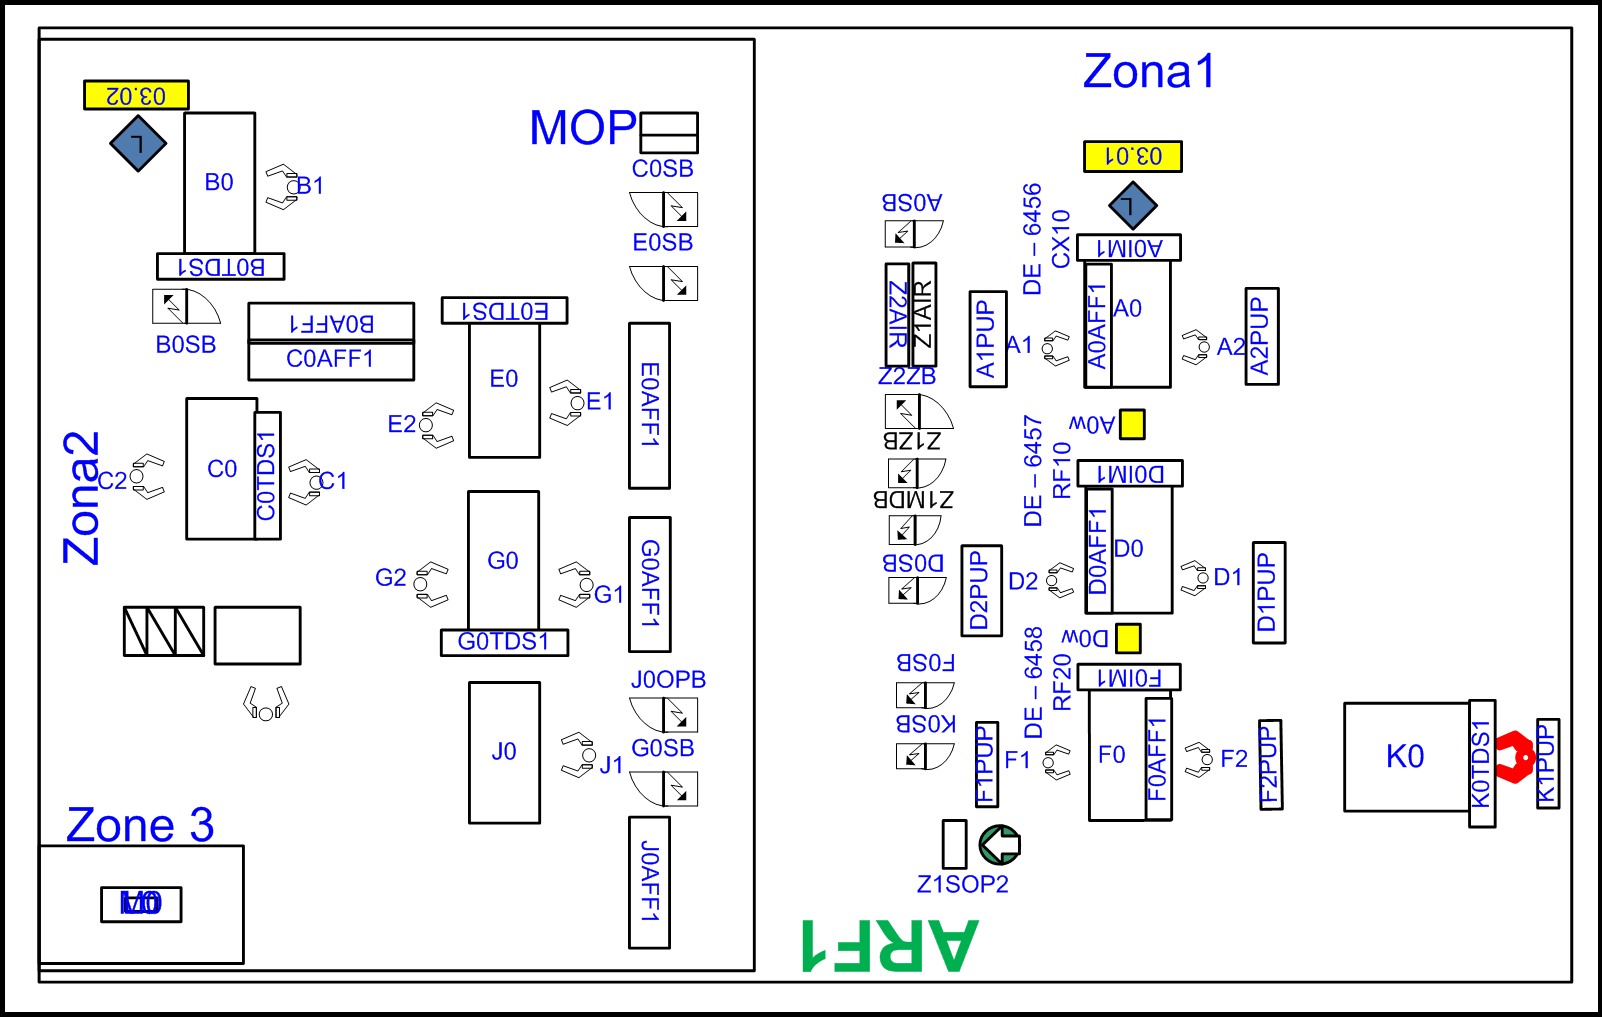 Zona1
03.02
L
B0
B1
B0TDS1
B0SB
MOP
C0SB
E0SB
B0AFF1
C0AFF1
E0TDS1
E0
E1
E2
E0AFF1
Zona2
C2
C0
C0TDS1
C1
G2
G0
G1
G0TDS1
G0AFF1
J0OPB
G0SB
J0
J1
J0AFF1
Zone 3
03.01
L
A0SB
DE – 6456
CX10
A0IM1
Z2AIR
Z1AIR
A1PUP
A1
A0AFF1
A0
A2
A2PUP
Z2ZB
Z1ZB
Z1MDB
D0SB
A0w
DE – 6457
RF10
D0IM1
D2PUP
D2
D0AFF1
D0
D1
D1PUP
D0w
F0SB
K0SB
DE – 6458
RF20
F0IM1
F1PUP
F1
F0
F0AFF1
F2
F2PUP
K0
K0TDS1
K1PUP
Z1SOP2
ARF1